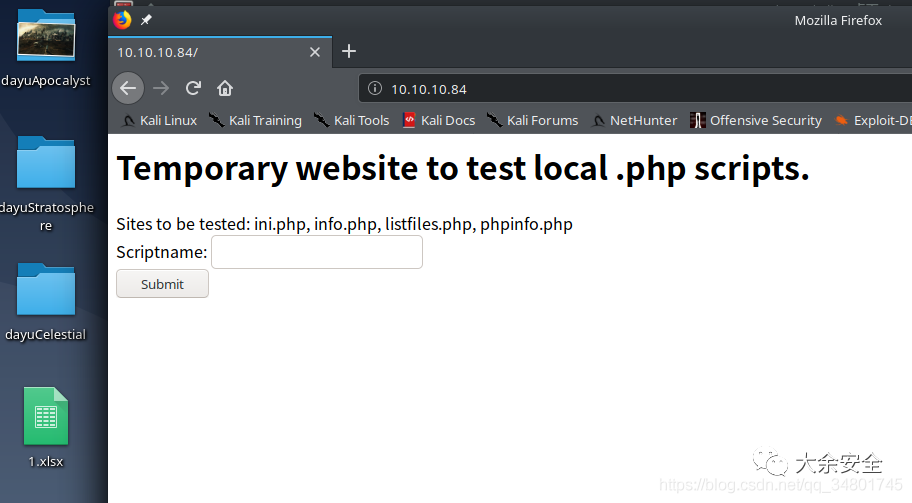 dayuApocalyst
dayuStratosphe
re
dayuCelestial
1.xlsx
Mozilla Firefox
10.10.10.84/
10.10.10.84
Kali Linux Kali Training Kali Tools Kali Docs Kali Forums NetHunter Offensive Security Exploit-DB
Temporary website to test local .php scripts.
Sites to be tested: ini.php, info.php, listfiles.php, phpinfo.php
Scriptname:
Submit
大余安全
https://blog.csdn.net/qq_34801745